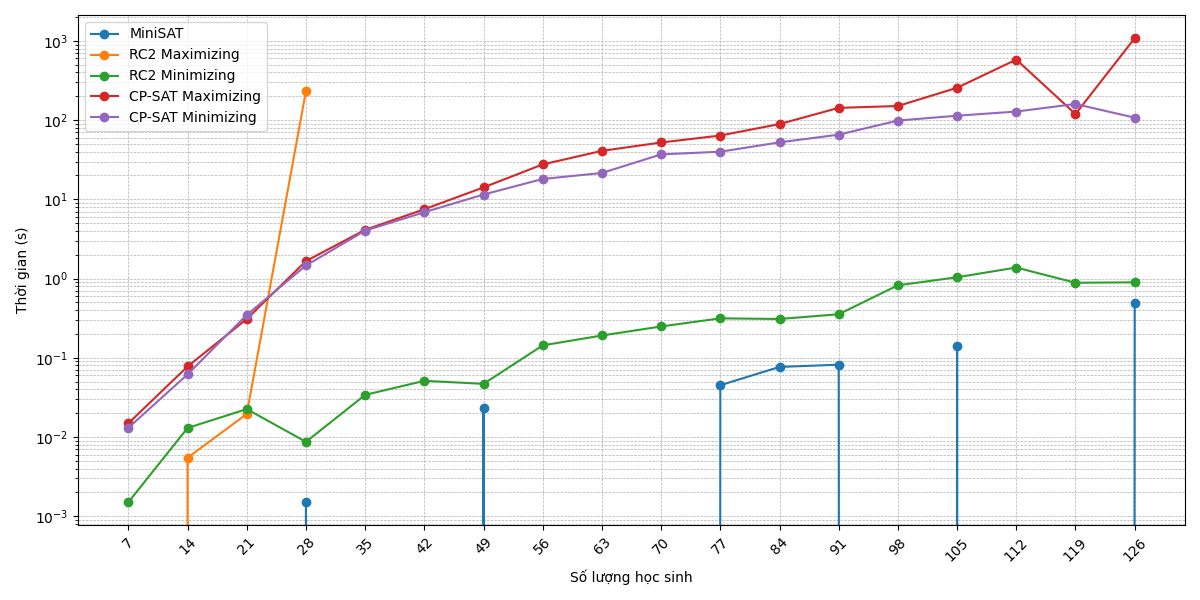 MiniSAT
RC2 Maximizing
RC2 Minimizing
CP-SAT Maximizing
CP-SAT Minimizing
Thời gian (s)
10³
10²
10¹
10⁰
10⁻¹
10⁻²
10⁻³
7 14 21 28 35 42 49 56 63 70 77 84 91 98 105 112 119 126
Số lượng học sinh